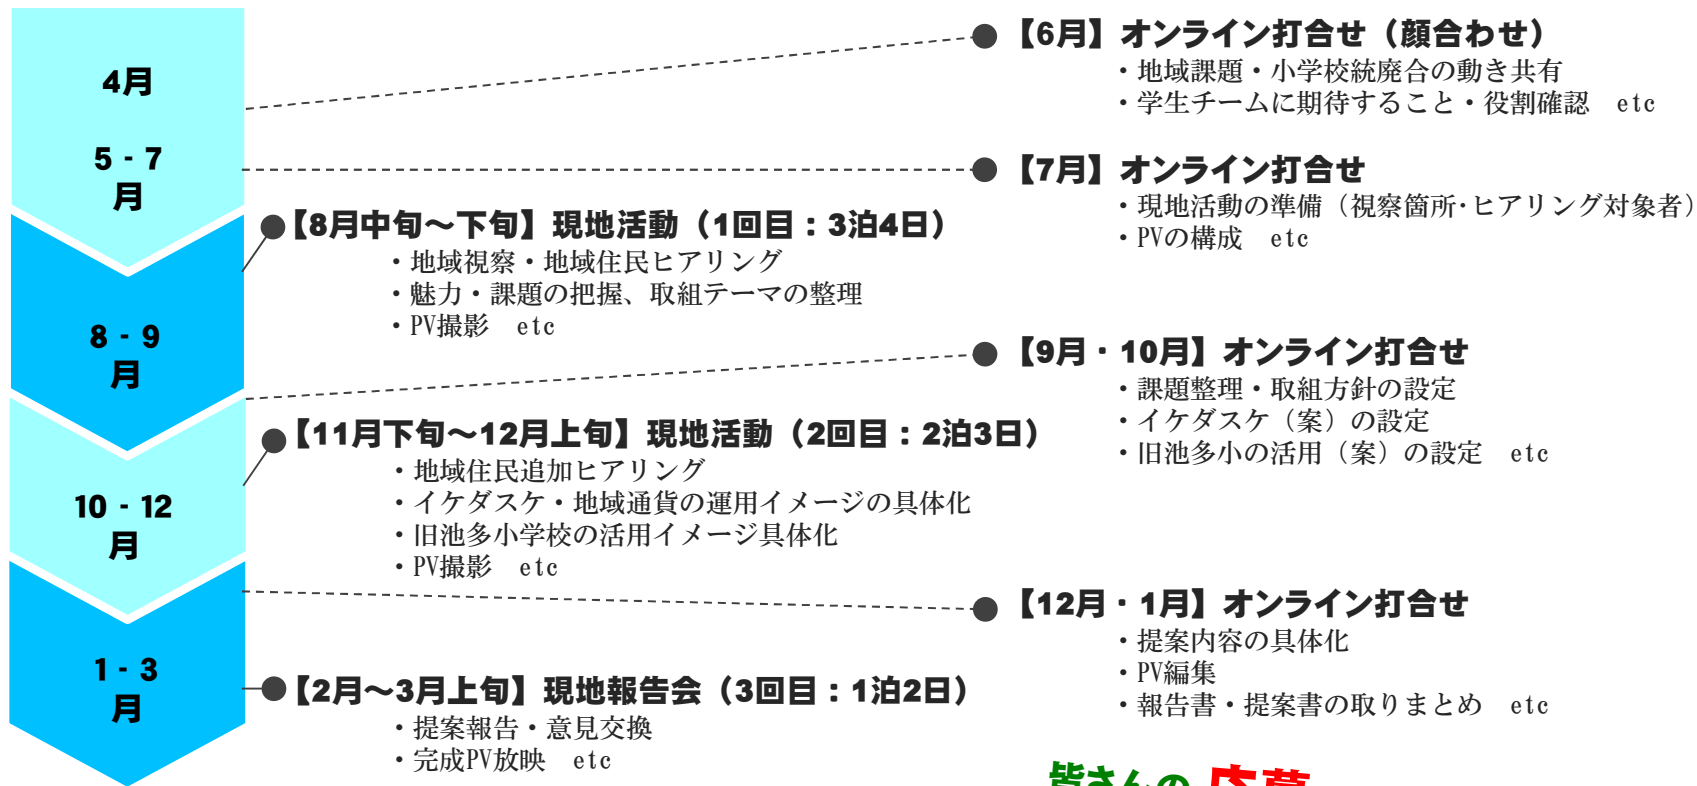 4月
5‐7
月
8‐9
月
10‐12
月
1‐3
月
【6月】オンライン打合せ（顔合わせ）
・地域課題・小学校統廃合の動き共有
・学生チームに期待すること・役割確認　etc
【7月】オンライン打合せ
・現地活動の準備（視察箇所･ヒアリング対象者）
・PVの構成　etc
【8月中旬～下旬】現地活動（1回目：3泊4日）
・地域視察・地域住民ヒアリング
・魅力・課題の把握、取組テーマの整理
・PV撮影　etc
【9月・10月】オンライン打合せ
・課題整理・取組方針の設定
・イケダスケ（案）の設定
・旧池多小の活用（案）の設定　etc
【11月下旬～12月上旬】現地活動（2回目：2泊3日）
・地域住民追加ヒアリング
・イケダスケ・地域通貨の運用イメージの具体化
・旧池多小学校の活用イメージ具体化
・PV撮影　etc
【12月・1月】オンライン打合せ
・提案内容の具体化
・PV編集
・報告書・提案書の取りまとめ　etc
【2月～3月上旬】現地報告会（3回目：1泊2日）
・提案報告・意見交換
・完成PV放映　etc
皆さんの 応募